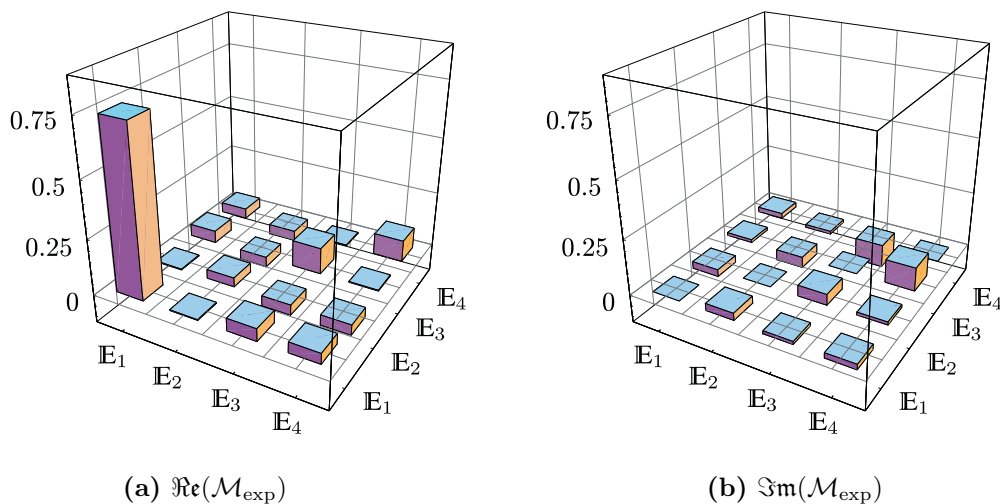 0.75
0.5
0.25
0
𝔼₁
𝔼₂
𝔼₃
𝔼₄
𝔼₁
𝔼₂
𝔼₃
𝔼₄
(a) ℜ𝔢(ℳexp)
0.75
0.5
0.25
0
𝔼₁
𝔼₂
𝔼₃
𝔼₄
𝔼₁
𝔼₂
𝔼₃
𝔼₄
(b) ℑ𝔪(ℳexp)